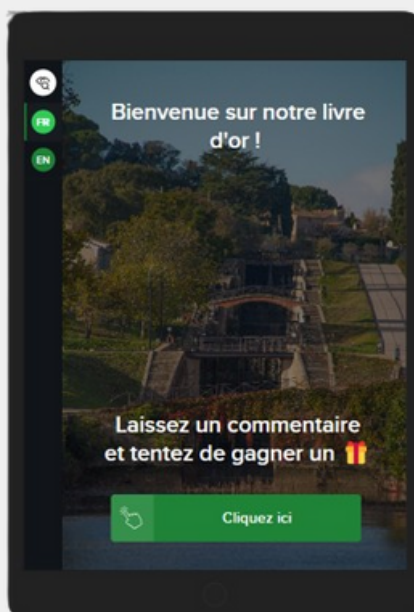 FR
EN
Bienvenue sur notre livre
d'or !
Laissez un commentaire
et tentez de gagner un 🎁
Cliquez ici